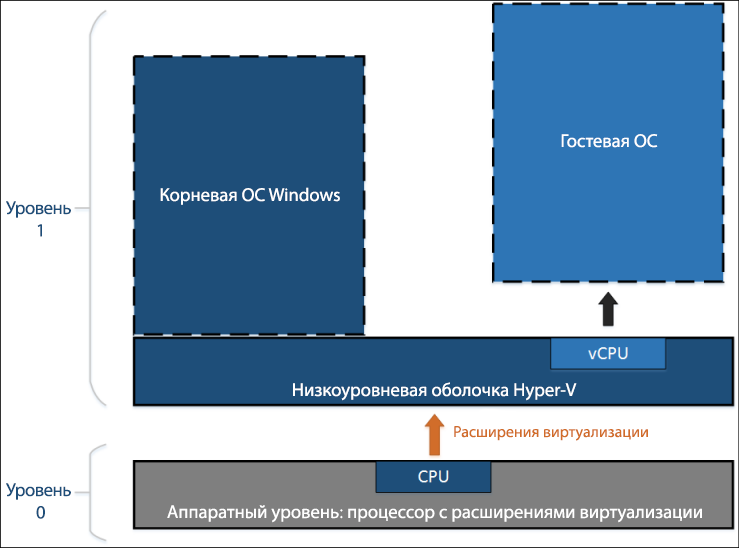 Гостевая ОС
Корневая ОС Windows
Уровень
1
vCPU
Низкоуровневая оболочка Hyper-V
Расширения виртуализации
CPU
Уровень
0
Аппаратный уровень: процессор с расширениями виртуализации